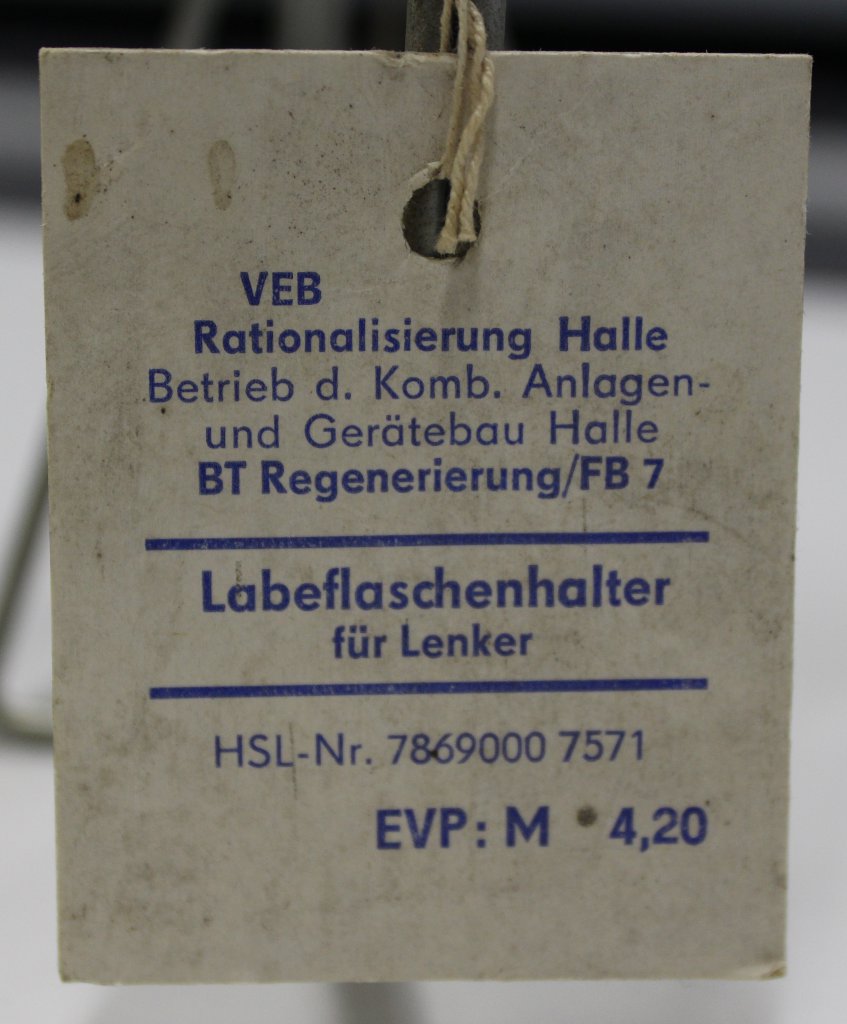 VEB
Rationalisierung Halle
Betrieb d. Komb. Anlagen-
und Gerätebau Halle
BT Regenerierung/FB 7
Labeflaschenhalter
für Lenker
HSL-Nr. 7869000 7571
EVP: M 4,20